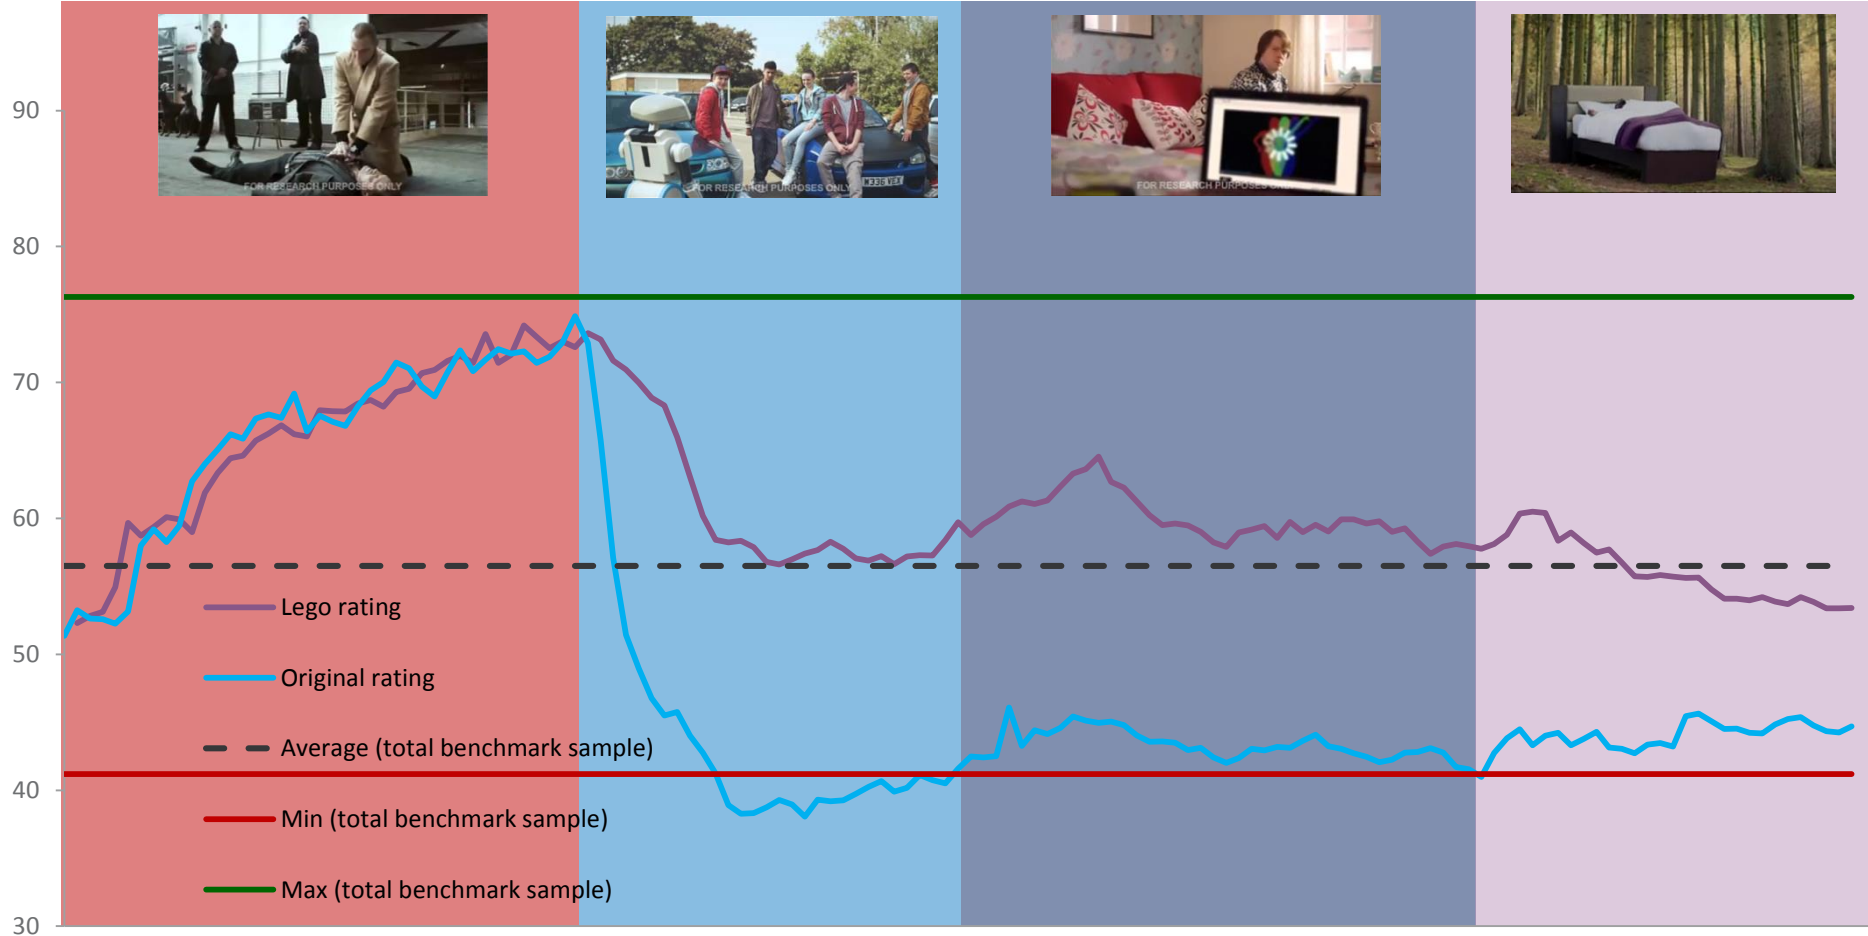 FOR RESEARCH PURPOSES ONLY
FOR RESEARCH PURPOSES ONLY
FOR RESEARCH PURPOSES
90
80
70
60
50
40
30
Lego rating
Original rating
Average (total benchmark sample)
Min (total benchmark sample)
Max (total benchmark sample)